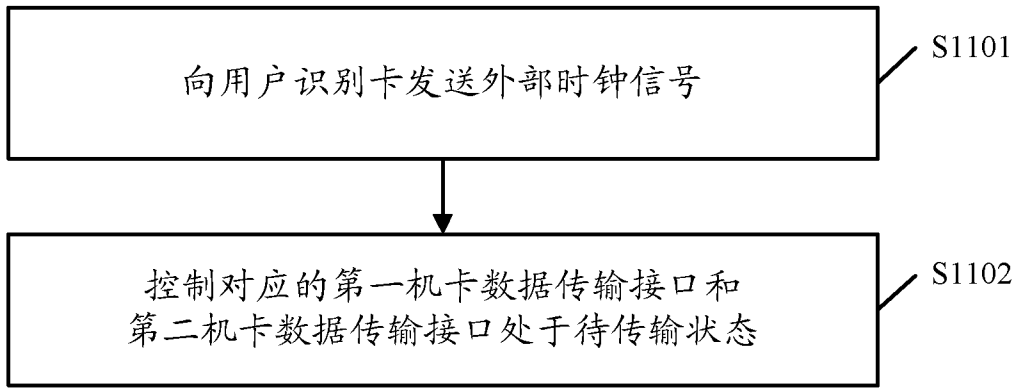 向用户识别卡发送外部时钟信号
S1101
控制对应的第一机卡数据传输接口和
第二机卡数据传输接口处于待传输状态
S1102